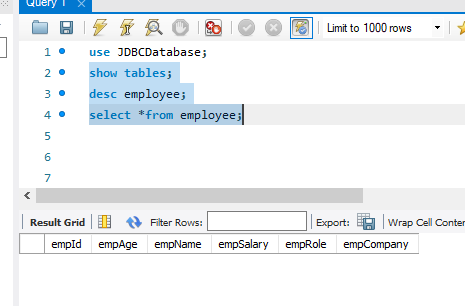 Query 1
Limit to 1000 rows
1 use JDBCDatabase;
2 show tables;
3 desc employee;
4 select *from employee;
5
6
7
Result Grid Filter Rows: Export: Wrap Cell Conten
empId empAge empName empSalary empRole empCompany